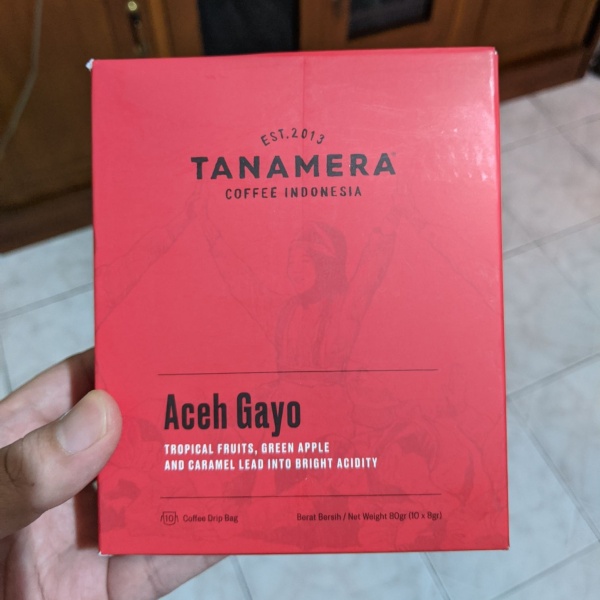 EST. 2013
TANAMERA
COFFEE INDONESIA
Aceh Gayo
TROPICAL FRUITS, GREEN APPLE
AND CARAMEL LEAD INTO BRIGHT ACIDITY
10 Coffee Drip Bag
Berat Bersih / Net Weight 80gr (10 x 8gr)